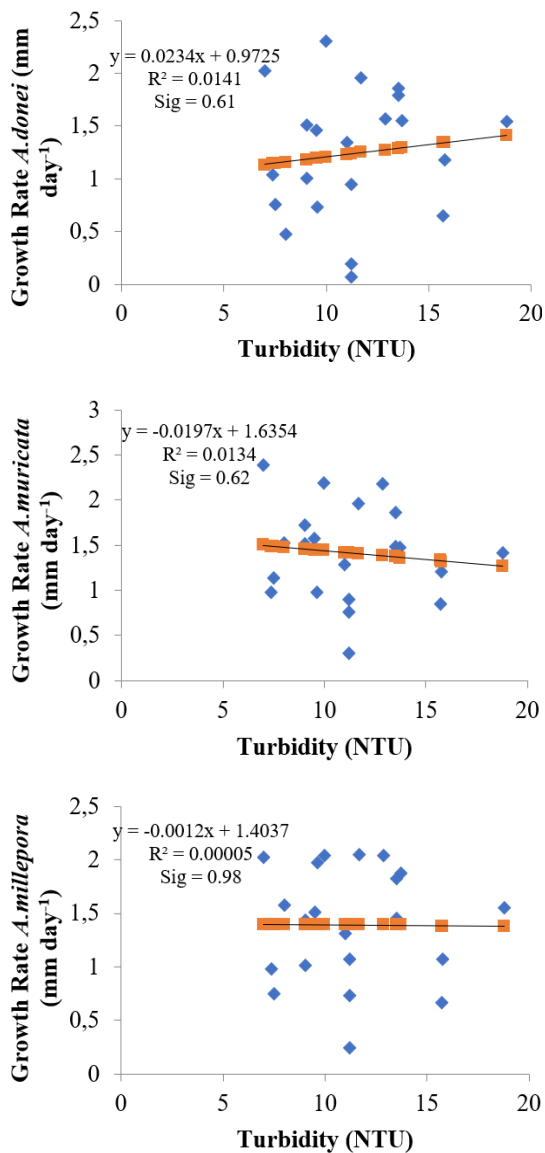 2,5
2
1,5
1
0,5
0
y = 0.0234x + 0.9725
R² = 0.0141
Sig = 0.61
Growth Rate A.donei (mm
day⁻¹)
0 5 10 15 20
Turbidity (NTU)
3
2,5
2
1,5
1
0,5
0
y = -0.0197x + 1.6354
R² = 0.0134
Sig = 0.62
Growth Rate A.muricata
(mm day⁻¹)
0 5 10 15 20
Turbidity (NTU)
2,5
2
1,5
1
0,5
0
y = -0.0012x + 1.4037
R² = 0.00005
Sig = 0.98
Growth Rate A.millepora
(mm day⁻¹)
0 5 10 15 20
Turbidity (NTU)